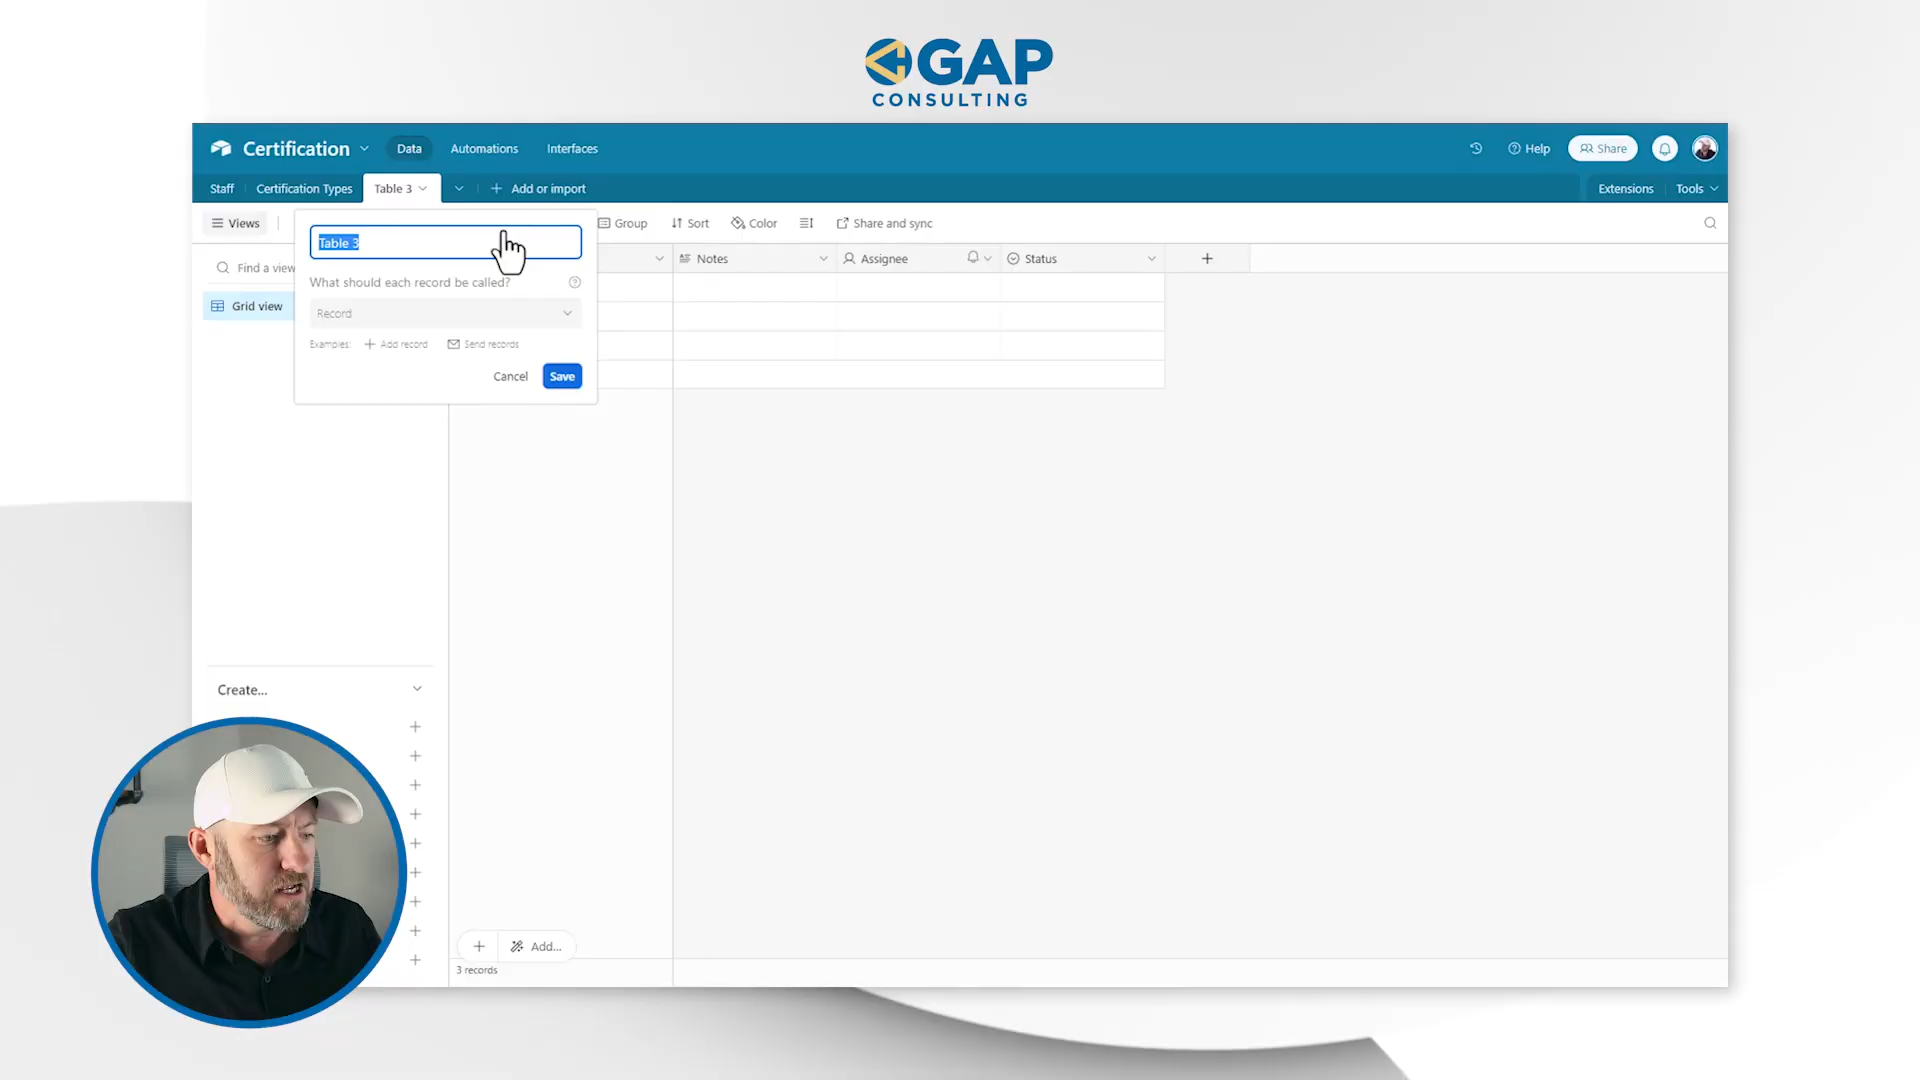 GAP
CONSULTING
Certification
Data
Automations
Interfaces
Help
Share
Staff
Certification Types
Table 3
Add or import
Extensions
Tools
Views
Group
Sort
Color
Share and sync
Table 3
Find a view
What should each record be called?
Notes
Assignee
Status
Grid view
Record
Examples:
Add record
Send records
Cancel
Save
Create...
Add...
3 records